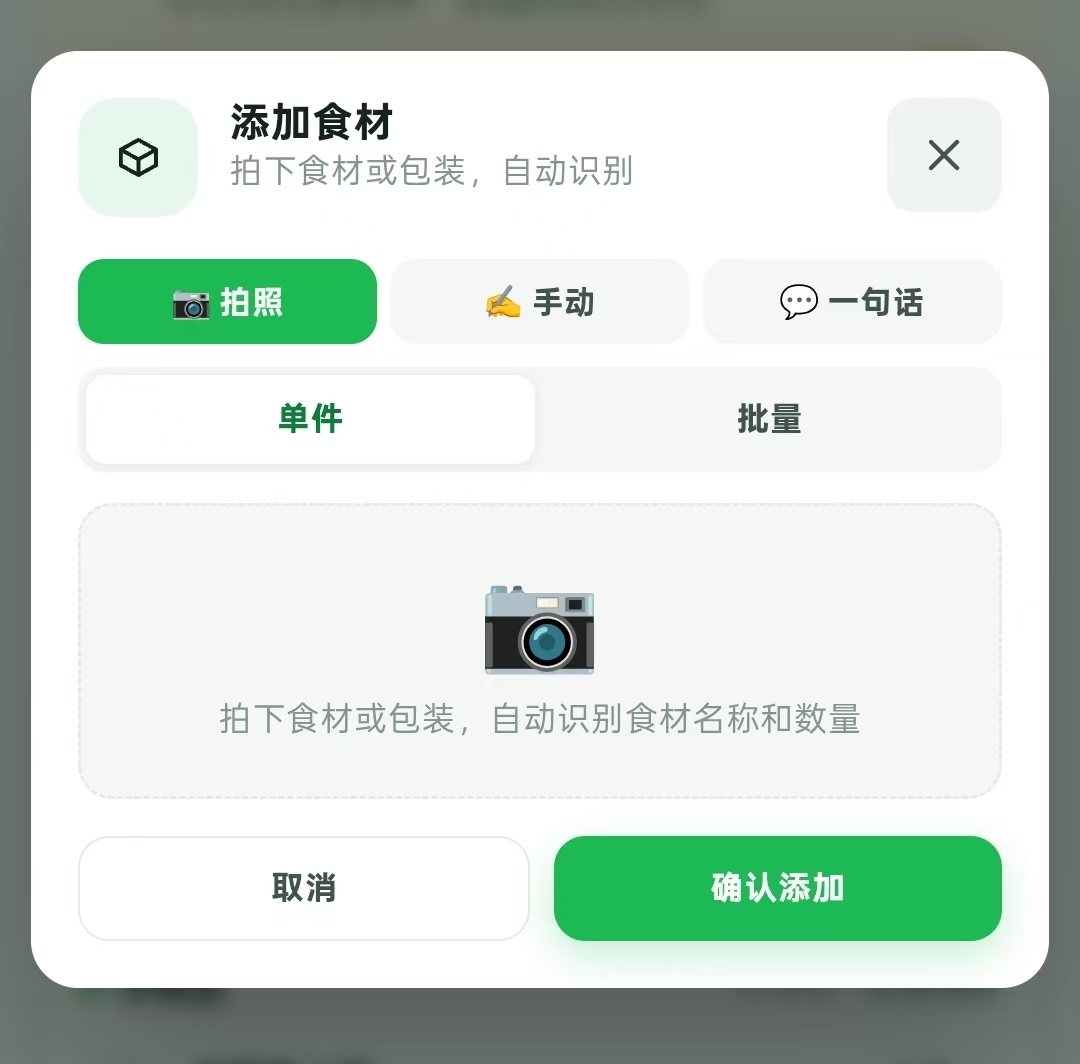 添加食材
拍下食材或包装，自动识别
拍照
手动
一句话
单件
批量
拍下食材或包装，自动识别食材名称和数量
取消
确认添加